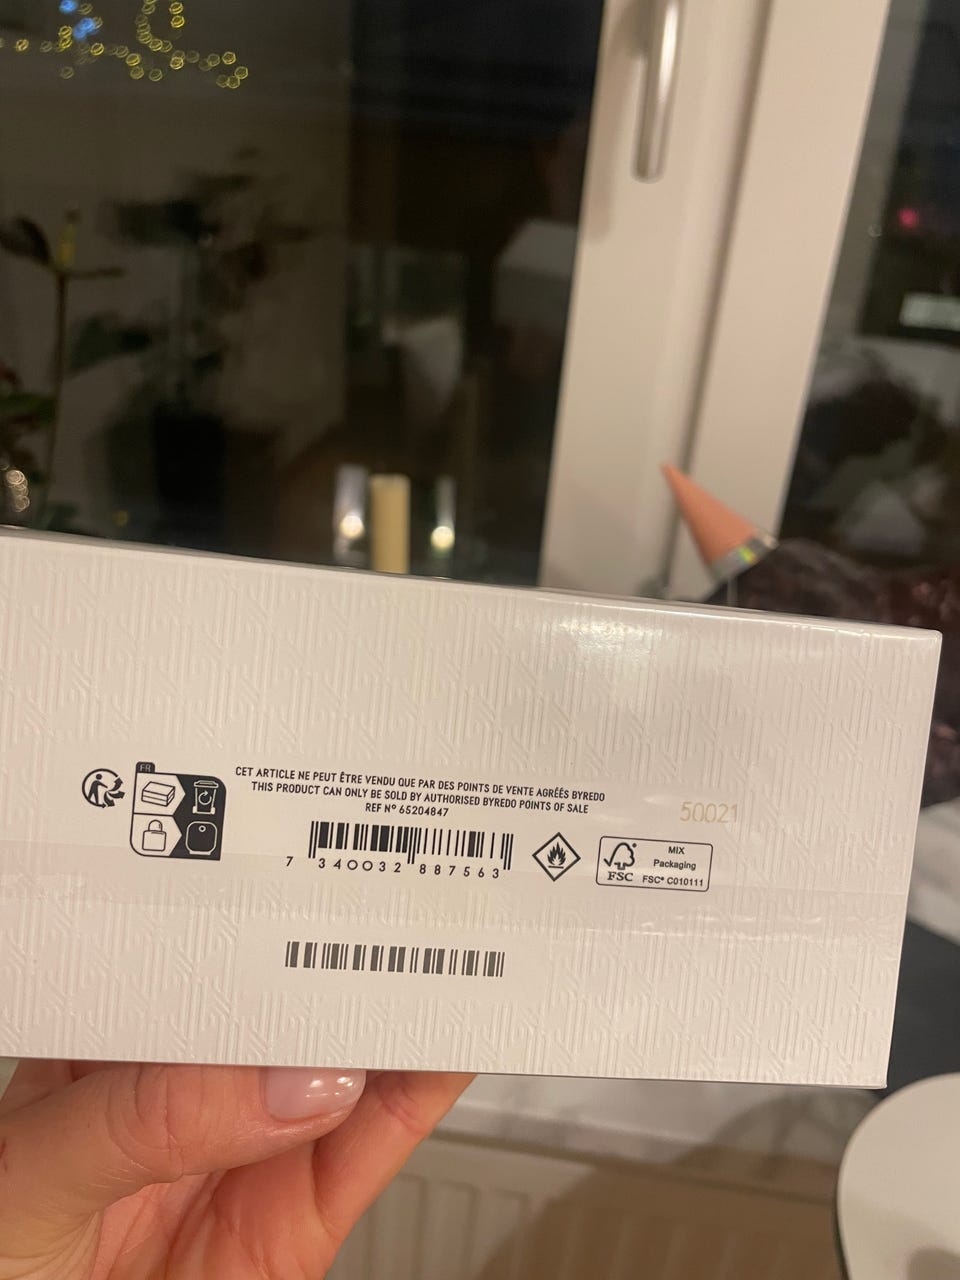 FR
CET ARTICLE NE PEUT ÊTRE VENDU QUE PAR DES POINTS DE VENTE AGRÉÉS BYREDO
THIS PRODUCT CAN ONLY BE SOLD BY AUTHORISED BYREDO POINTS OF SALE
REF Nº 65204847
50021
7 340032 887563
FSC
MIX
Packaging
FSC® C010111